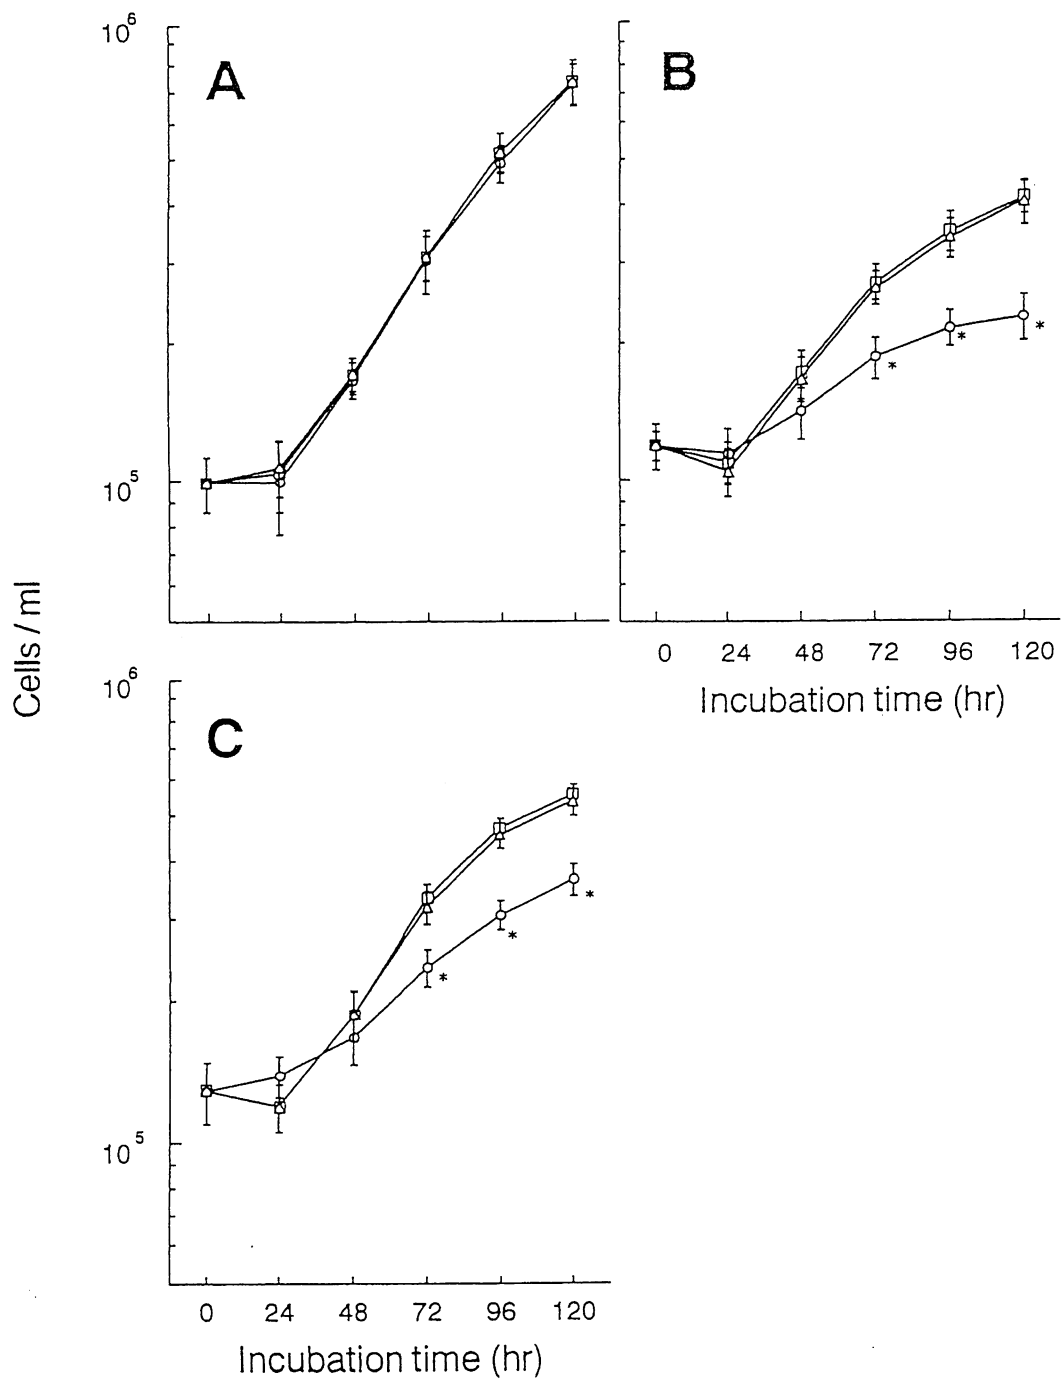 10^6
A
B
10^5
Cells / ml
0 24 48 72 96 120
Incubation time (hr)
10^6
C
* * *
* * *
10^5
0 24 48 72 96 120
Incubation time (hr)